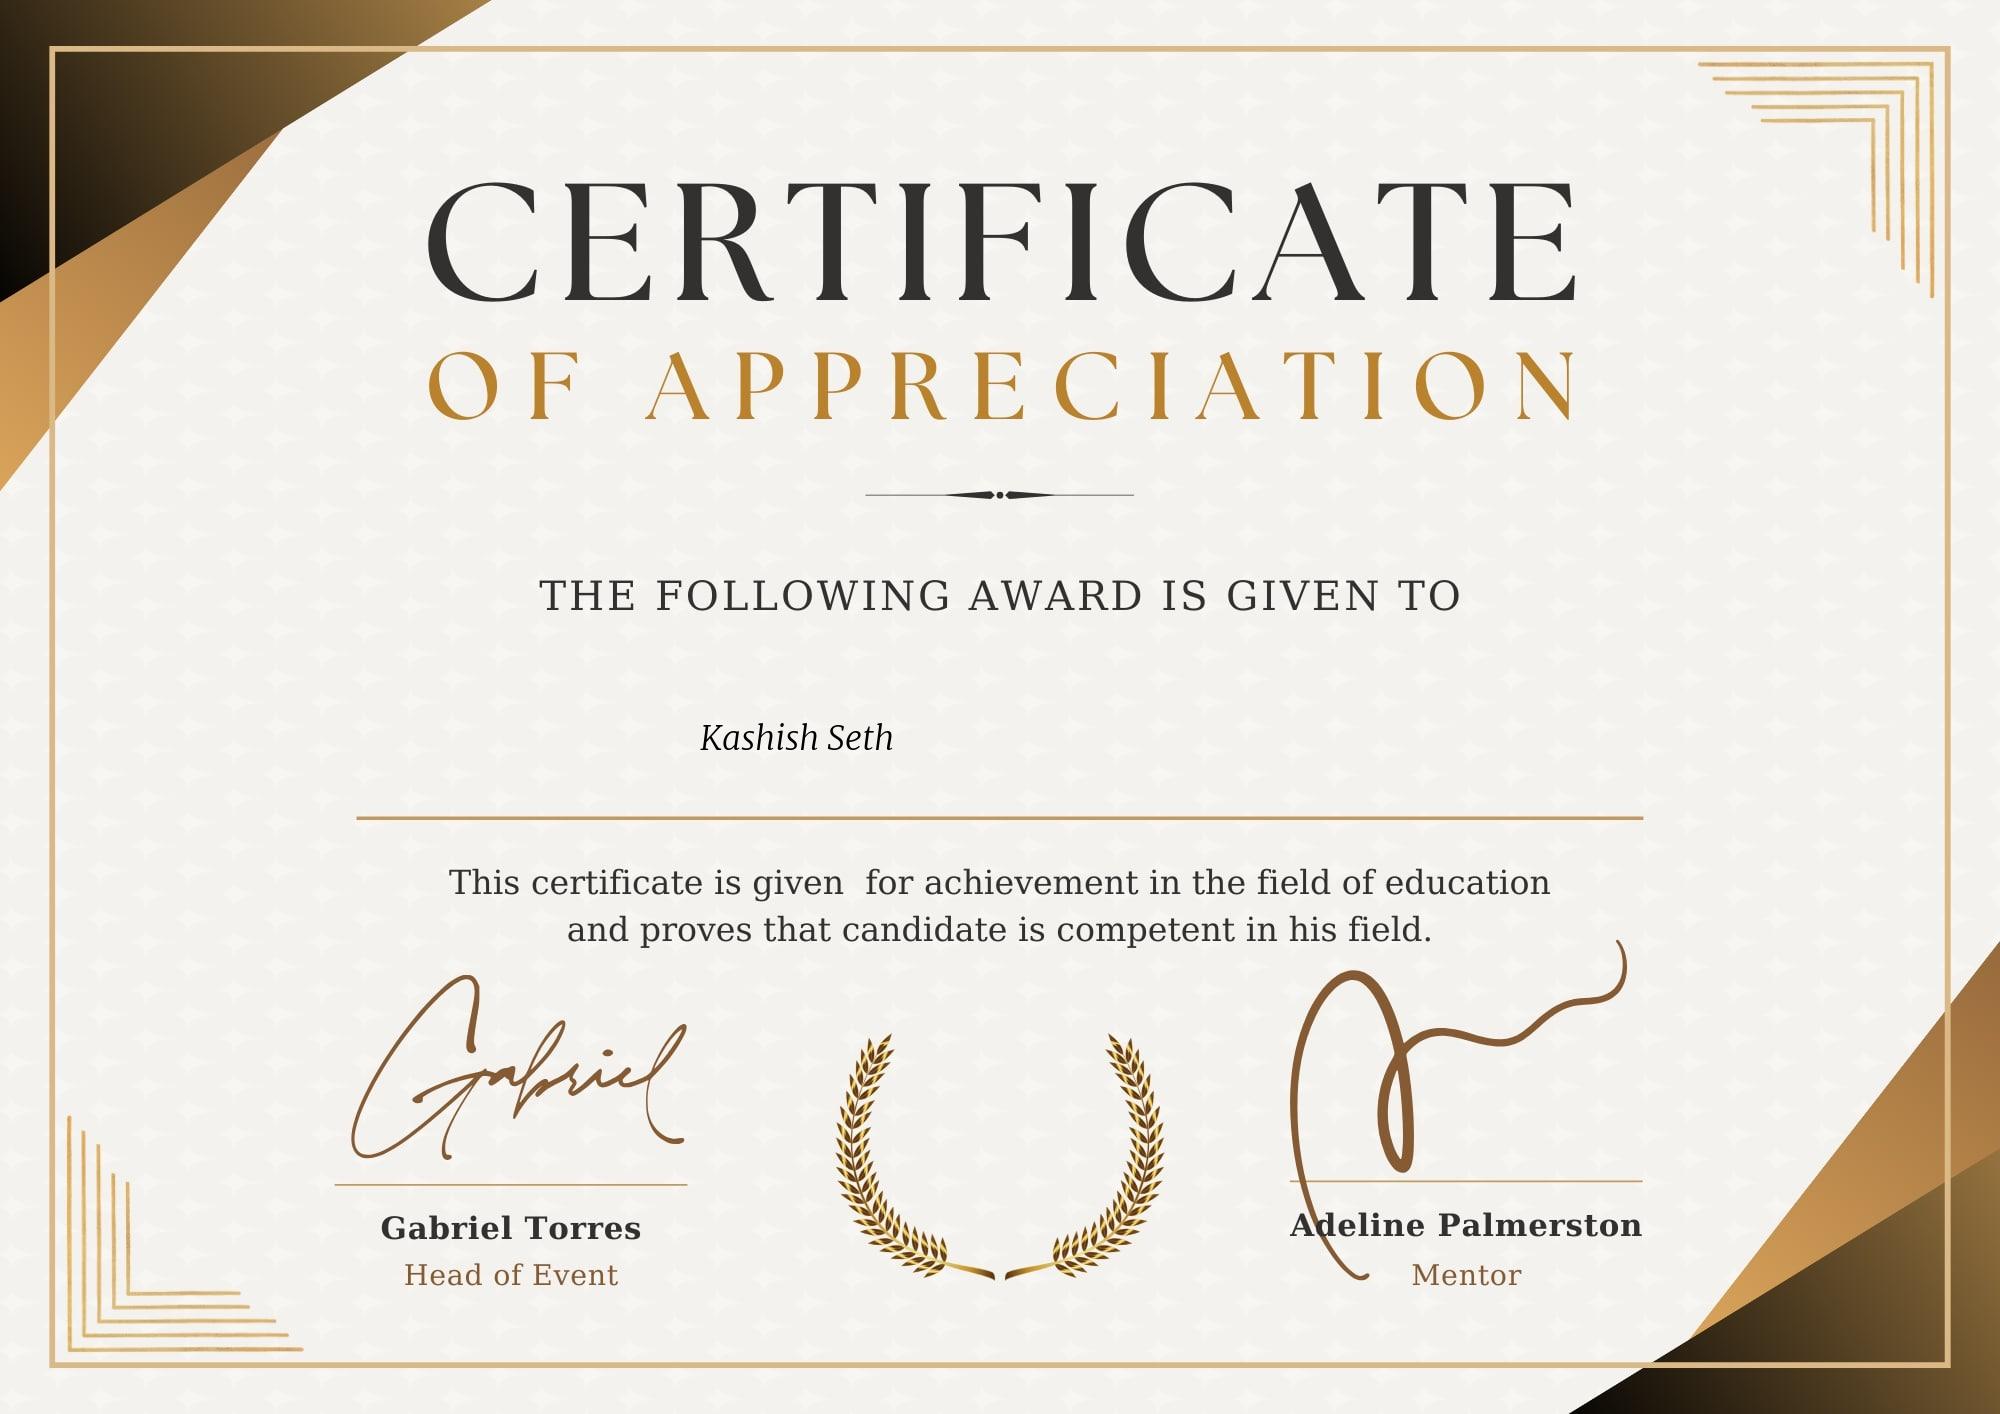 CERTIFICATE
OF APPRECIATION
THE FOLLOWING AWARD IS GIVEN TO
Kashish Seth
This certificate is given  for achievement in the field of education
and proves that candidate is competent in his field.
Gabriel
Gabriel Torres
Head of Event
Adeline Palmerston
Mentor